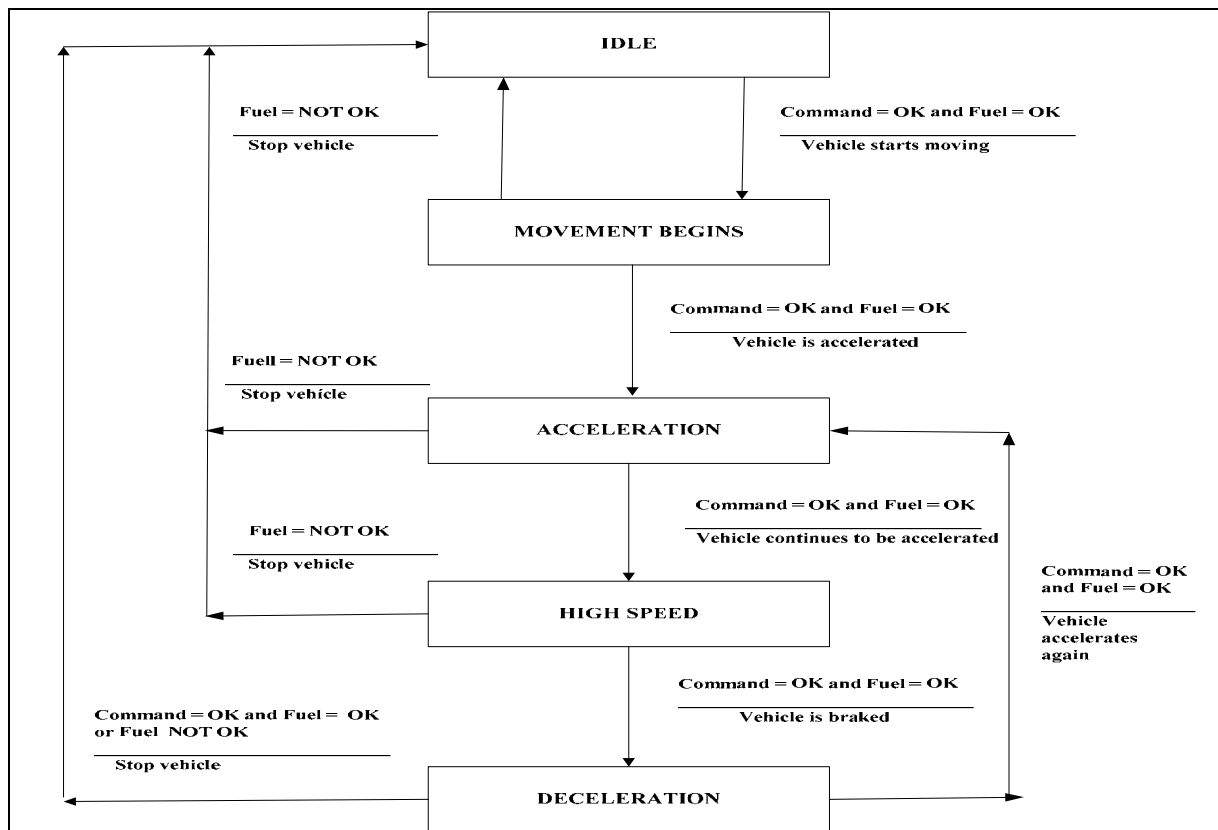 IDLE
Fuel = NOT OK
Stop vehicle
Command = OK and Fuel = OK
Vehicle starts moving
MOVEMENT BEGINS
Command = OK and Fuel = OK
Vehicle is accelerated
Fuell = NOT OK
Stop vehicle
ACCELERATION
Command = OK and Fuel = OK
Vehicle continues to be accelerated
Fuel = NOT OK
Stop vehicle
Command = OK
and Fuel = OK
Vehicle
accelerates
again
HIGH SPEED
Command = OK and Fuel = OK
Vehicle is braked
Command = OK and Fuel = OK
or Fuel NOT OK
Stop vehicle
DECELERATION